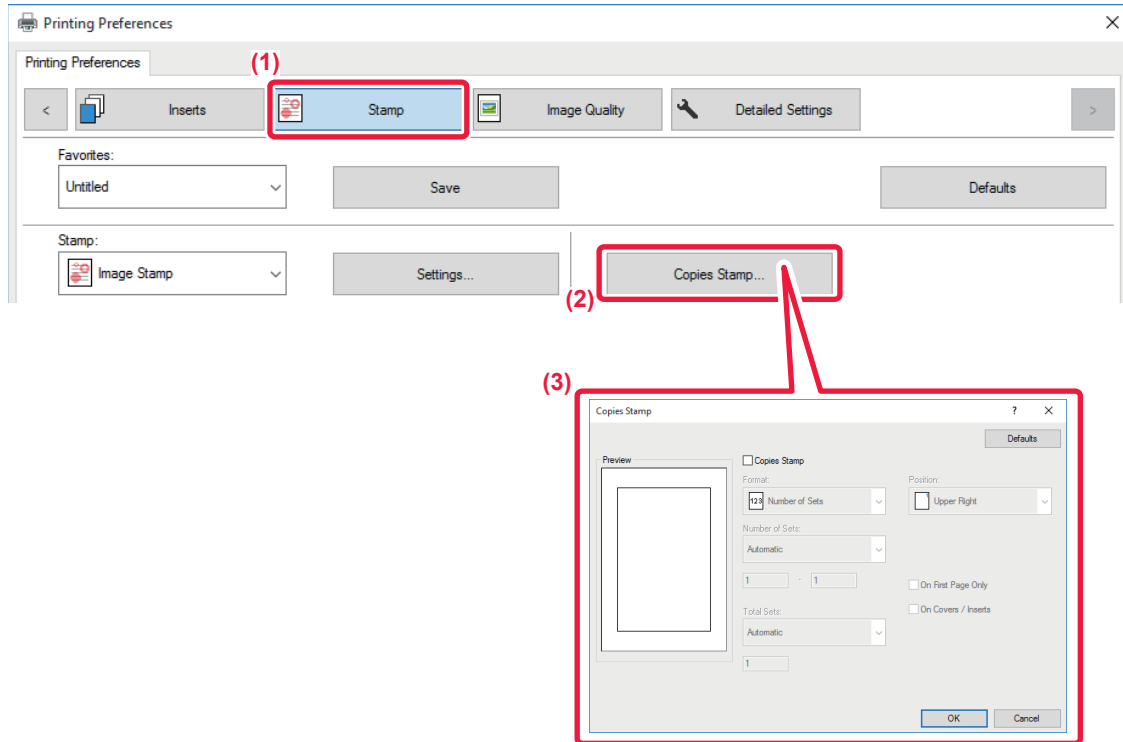 Printing Preferences
Printing Preferences
(1)
< Inserts Stamp Image Quality Detailed Settings >
Favorites:
Untitled Save Defaults
Stamp:
Image Stamp Settings... Copies Stamp...
(2)
(3)
Copies Stamp ?
Defaults
Preview Copies Stamp
Format: Position:
123 Number of Sets 1 Upper Right
Number of Sets:
Automatic
1 - 1 On First Page Only
Total Sets: On Covers / Inserts
Automatic
1
OK Cancel